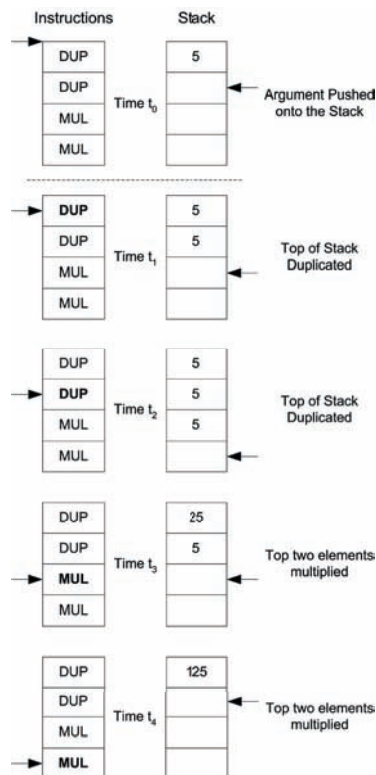 Instructions Stack
DUP 5
DUP
MUL
MUL
Time t0
Argument Pushed
onto the Stack
DUP 5
DUP 5
MUL
MUL
Time t1
Top of Stack
Duplicated
DUP 5
DUP 5
MUL 5
MUL
Time t2
Top of Stack
Duplicated
DUP 25
DUP 5
MUL
MUL
Time t3
Top two elements
multiplied
DUP 125
DUP
MUL
MUL
Time t4
Top two elements
multiplied